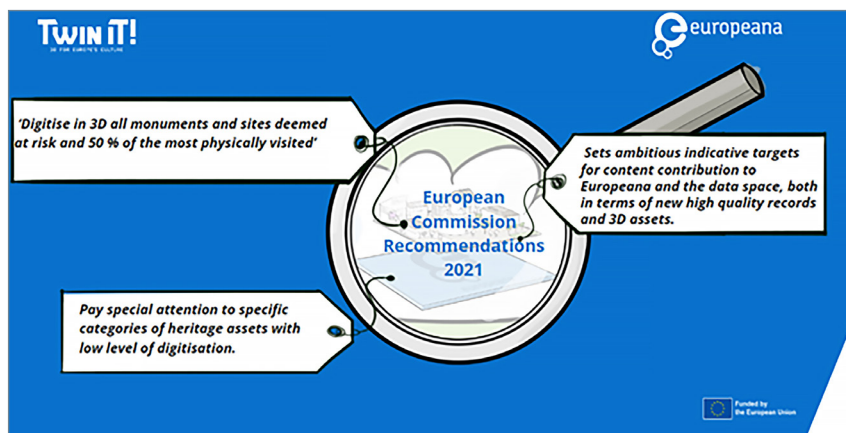 TWIN IT!
3D FOR EUROPE'S CULTURE
europeana
'Digitise in 3D all monuments and sites deemed
at risk and 50 % of the most physically visited'
Sets ambitious indicative targets
for content contribution to
Europeana and the data space, both
in terms of new high quality records
and 3D assets.
European
Commission
Recommendations
2021
Pay special attention to specific
categories of heritage assets with
low level of digitisation.
Funded by
the European Union